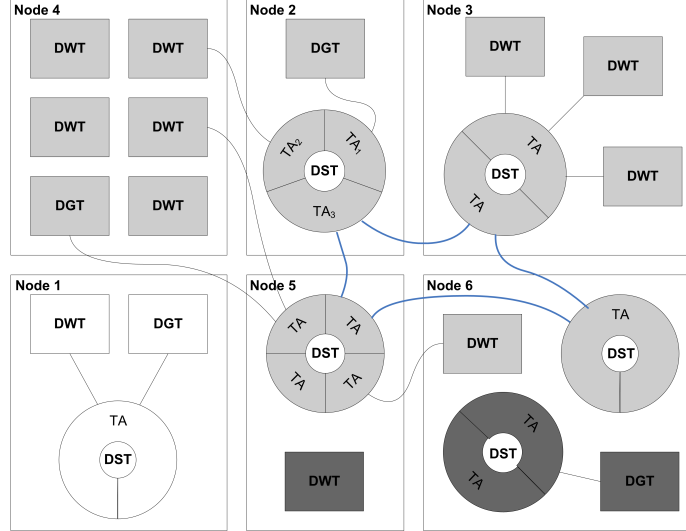 Node 4
DWT
DWT
DWT
DWT
DGT
DWT
Node 2
DGT
TA₂
TA₁
DST
TA₃
Node 3
DWT
DWT
TA
DST
DWT
TA
Node 1
DWT
DGT
TA
DST
Node 5
TA
TA
DST
TA
TA
DWT
Node 6
TA
DWT
DST
TA
DST
TA
DGT